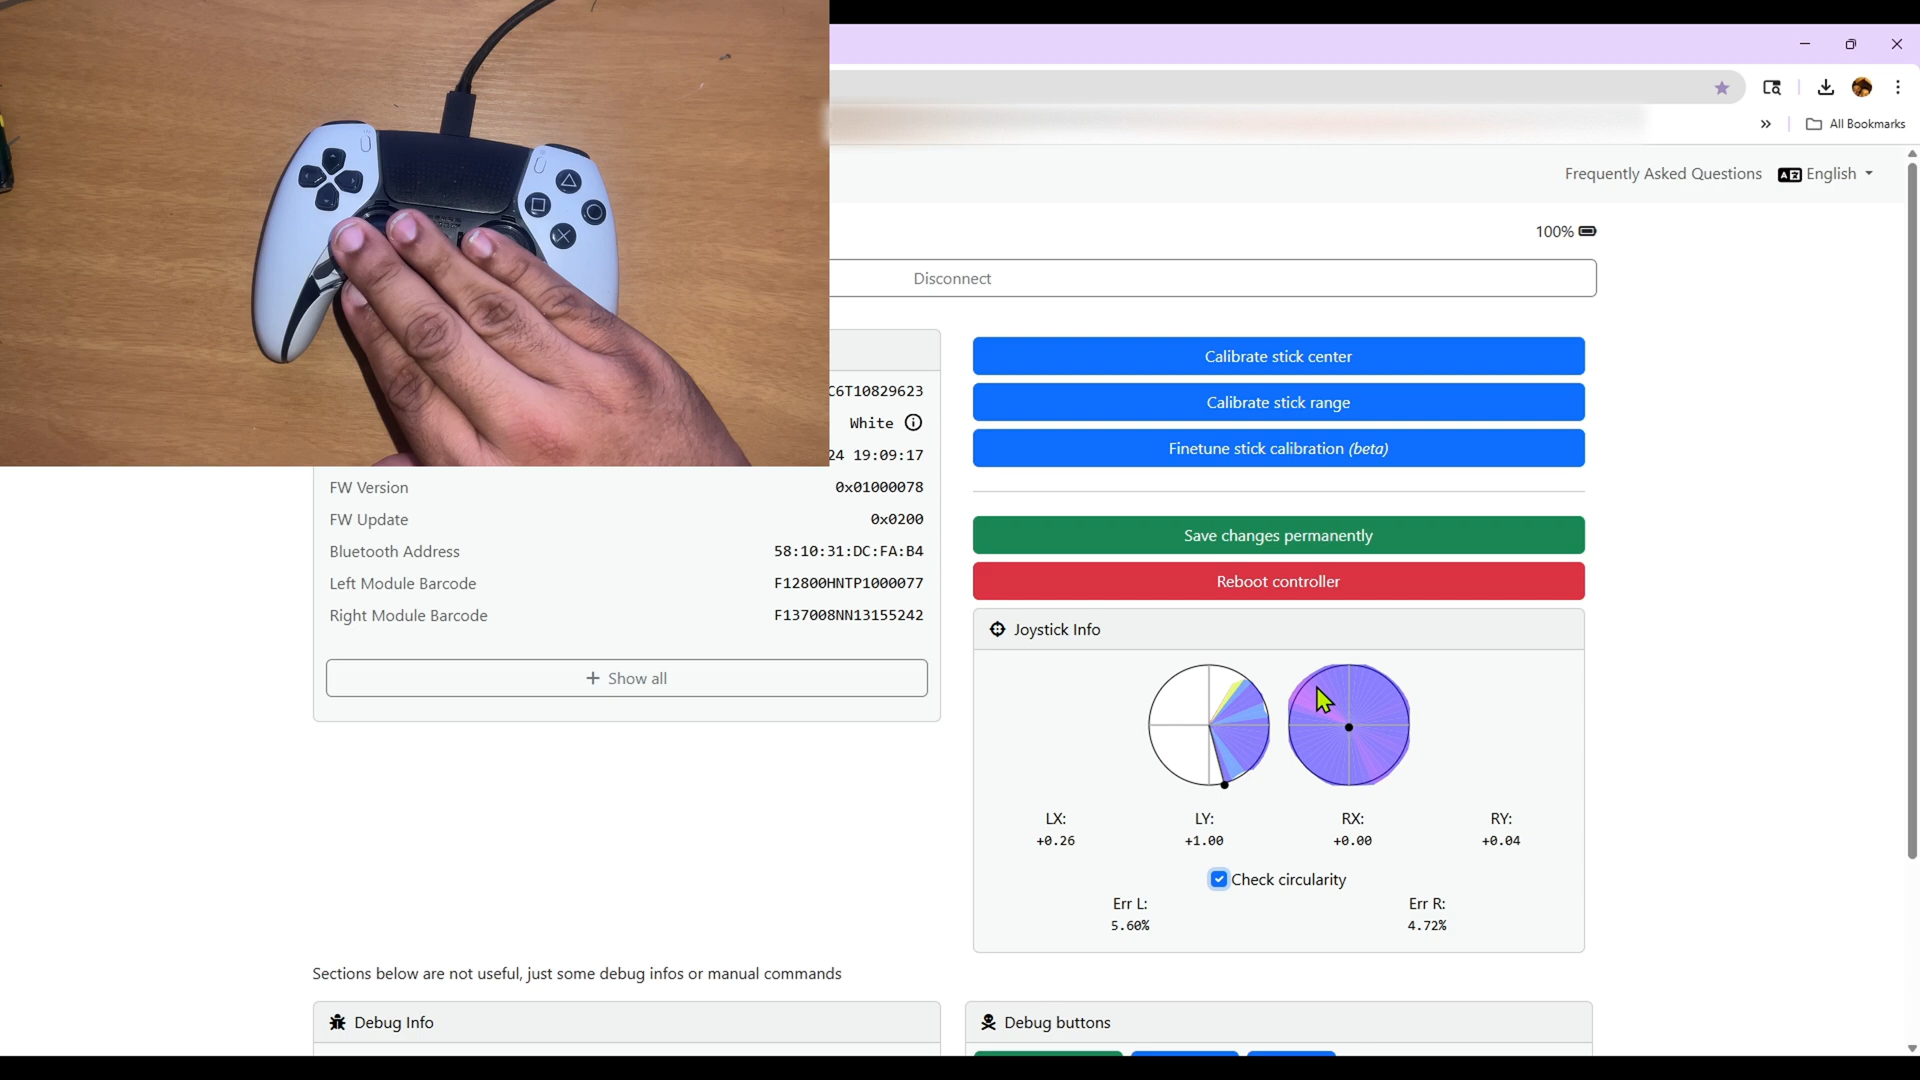 All Bookmarks
Frequently Asked Questions
English
100%
Disconnect
C6T10829623
White
24 19:09:17
FW Version 0x01000078
FW Update 0x0200
Bluetooth Address 58:10:31:DC:FA:B4
Left Module Barcode F12800HNTP1000077
Right Module Barcode F137008NN13155242
+ Show all
Calibrate stick center
Calibrate stick range
Finetune stick calibration (beta)
Save changes permanently
Reboot controller
Joystick Info
LX: LY: RX: RY:
+0.26 +1.00 +0.00 +0.04
Check circularity
Err L: Err R:
5.60% 4.72%
Sections below are not useful, just some debug infos or manual commands
Debug Info
Debug buttons